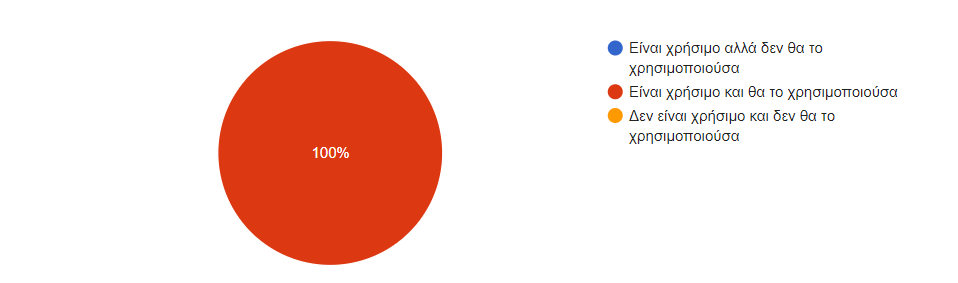 100%
Είναι χρήσιμο αλλά δεν θα το
χρησιμοποιούσα
Είναι χρήσιμο και θα το χρησιμοποιούσα
Δεν είναι χρήσιμο και δεν θα το
χρησιμοποιούσα